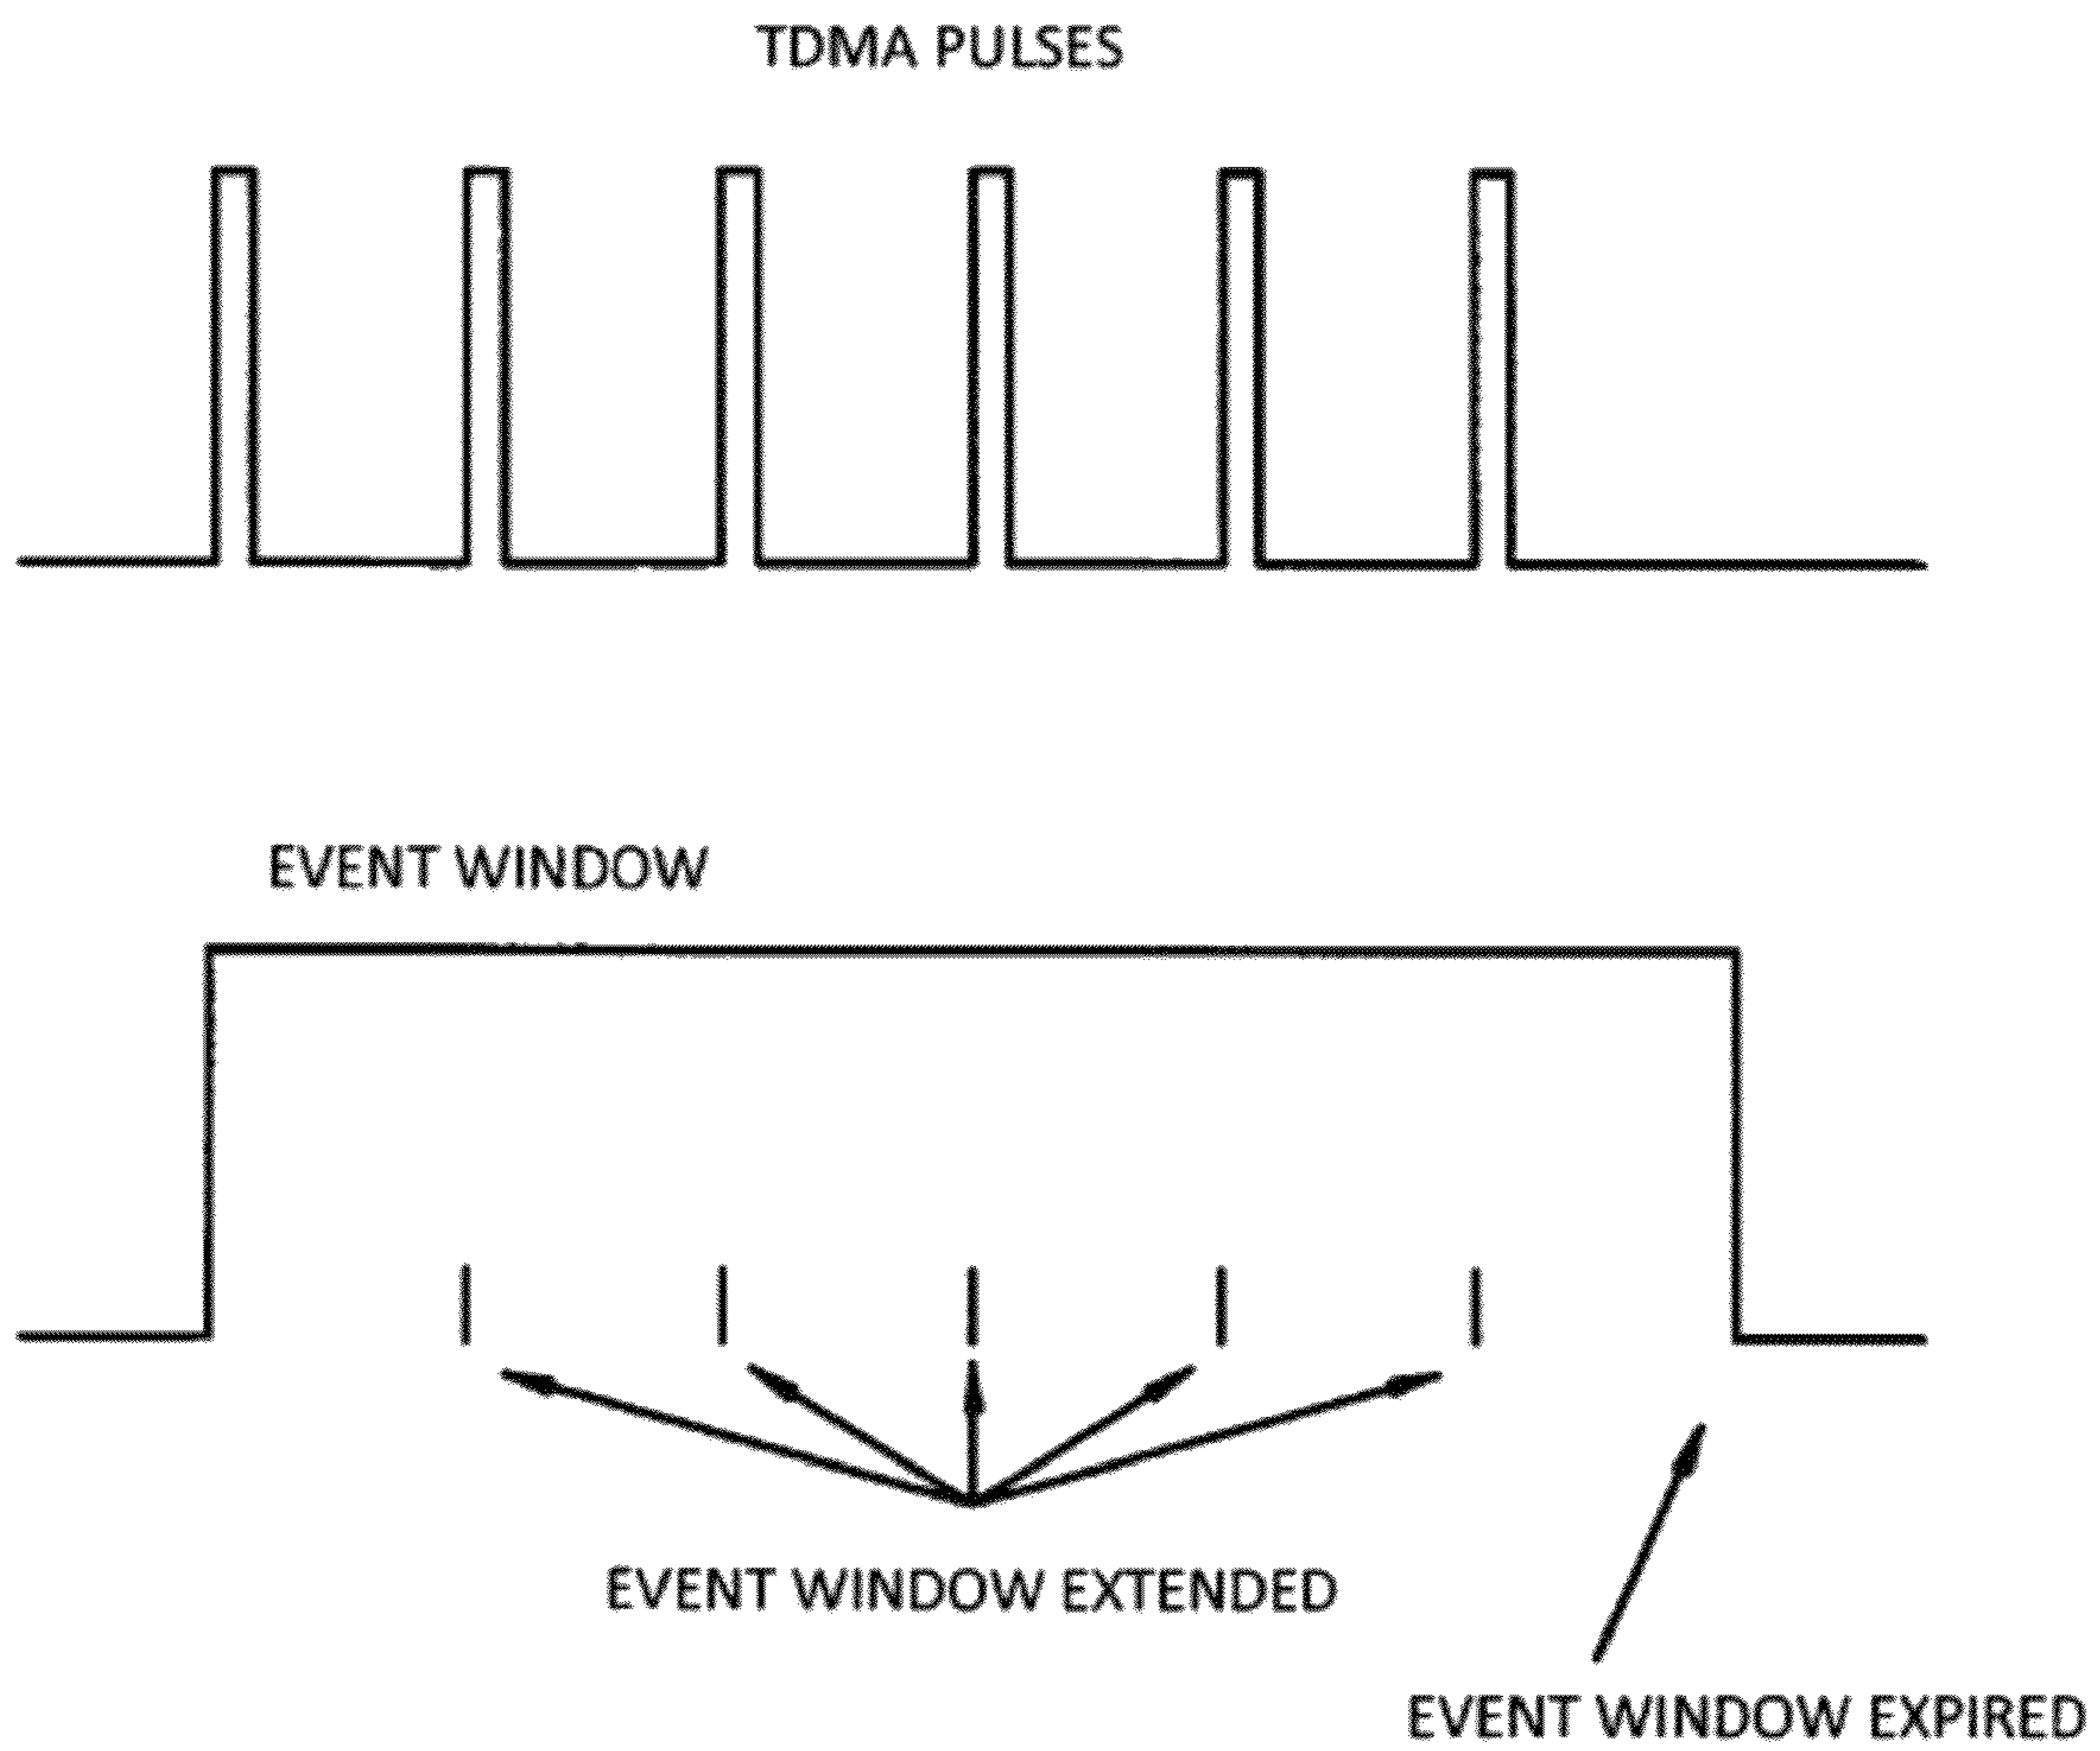 TDMA PULSES
EVENT WINDOW
EVENT WINDOW EXTENDED
EVENT WINDOW EXPIRED